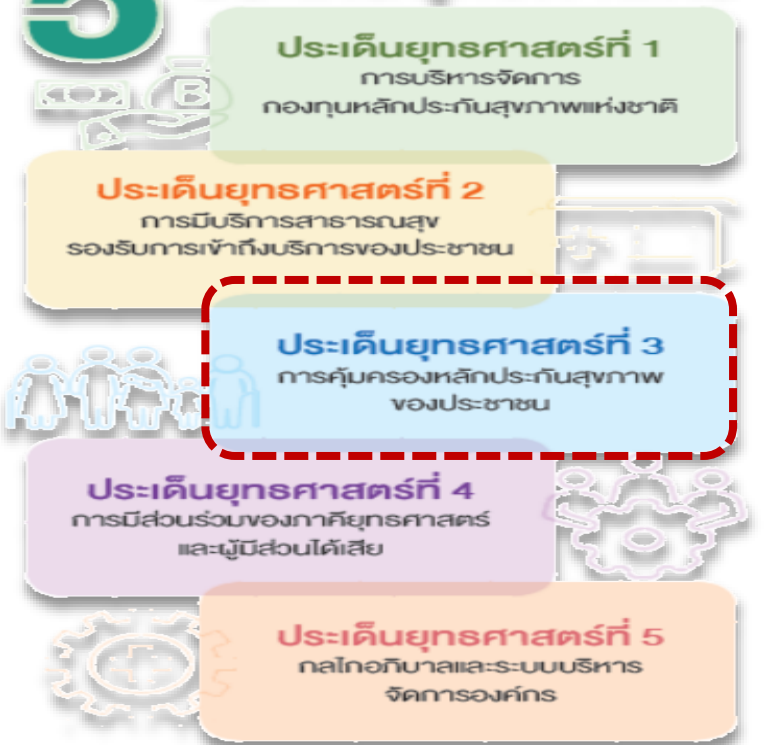 5
ประเด็นยุทธศาสตร์ที่ 1
การบริหารจัดการ
กองทุนหลักประกันสุขภาพแห่งชาติ
B
ประเด็นยุทธศาสตร์ที่ 2
การมีบริการสาธารณสุข
รองรับการเข้าถึงบริการของประชาชน
ประเด็นยุทธศาสตร์ที่ 3
การคุ้มครองหลักประกันสุขภาพ
ของประชาชน
ประเด็นยุทธศาสตร์ที่ 4
การมีส่วนร่วมของภาคียุทธศาสตร์
และผู้มีส่วนได้เสีย
ประเด็นยุทธศาสตร์ที่ 5
กลไกอภิบาลและระบบบริหาร
จัดการองค์กร